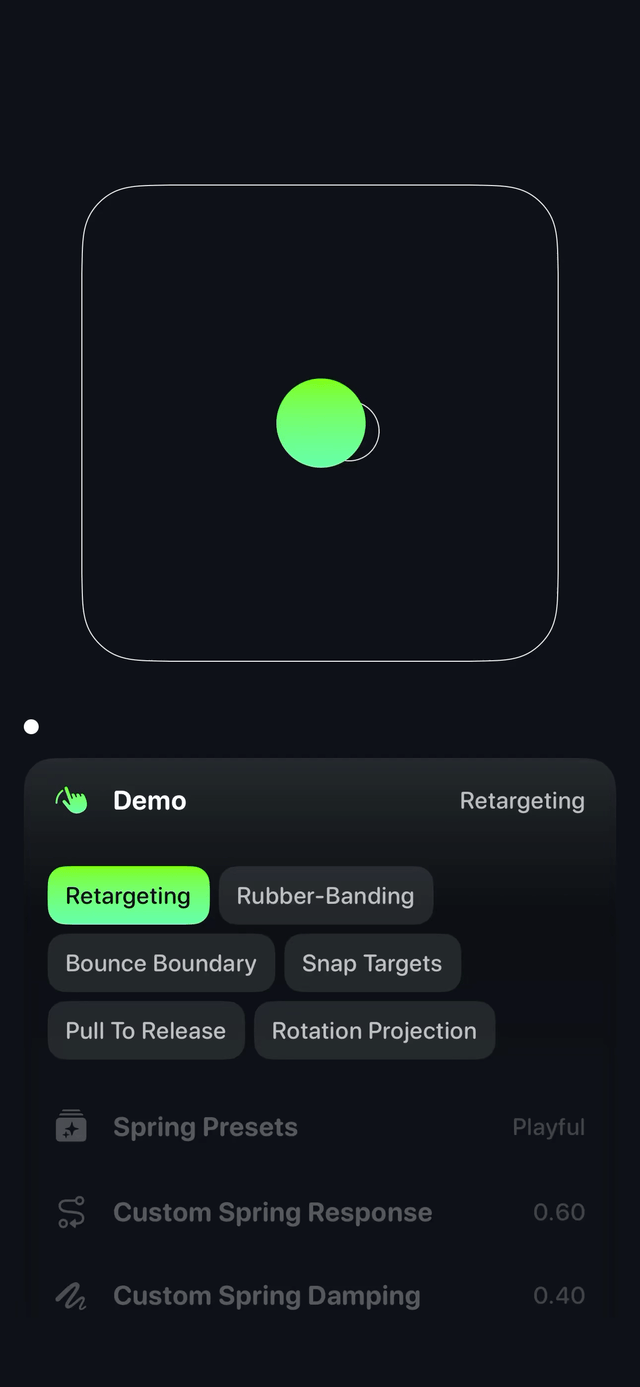 Demo Retargeting
Retargeting Rubber-Banding
Bounce Boundary Snap Targets
Pull To Release Rotation Projection
Spring Presets Playful
Custom Spring Response 0.60
Custom Spring Damping 0.40